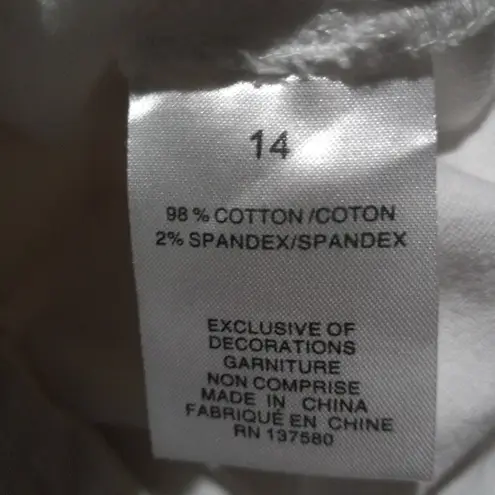 14
98 % COTTON /COTON
2% SPANDEX/SPANDEX
EXCLUSIVE OF
DECORATIONS
GARNITURE
NON COMPRISE
MADE IN CHINA
FABRIQUÉ EN CHINE
RN 137580